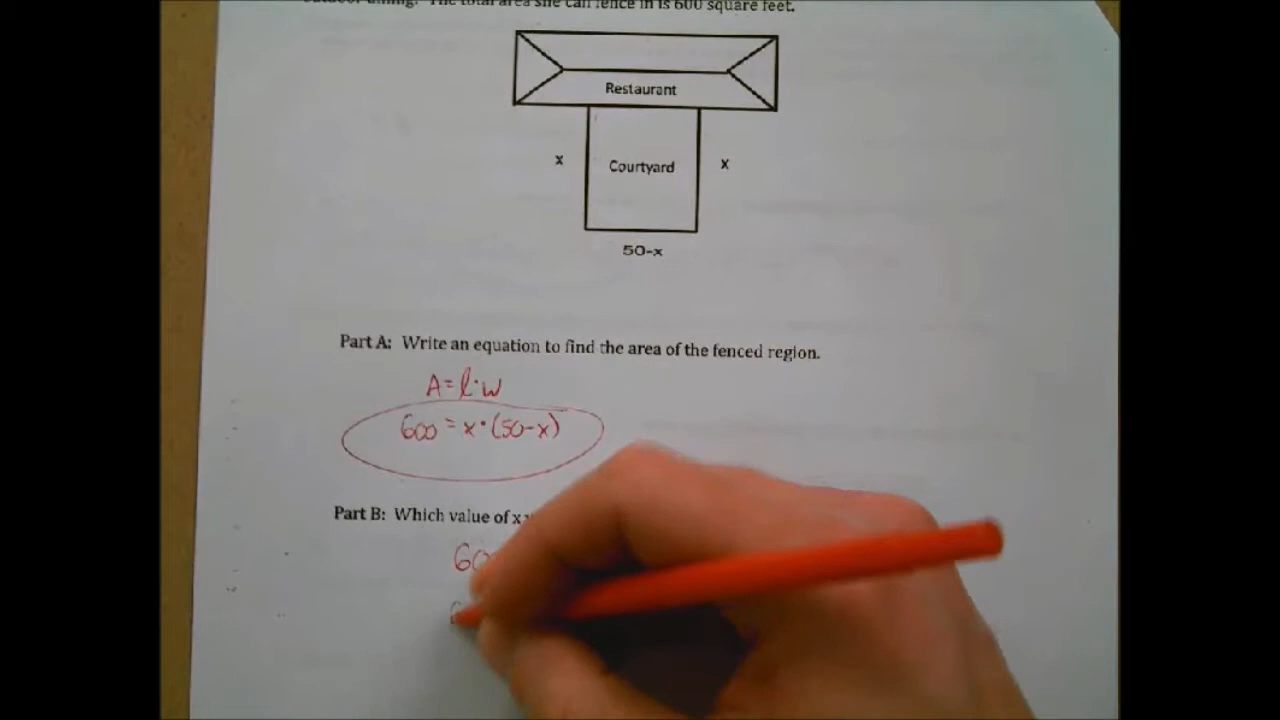 outdoor dining. The total area she can fence in is 600 square feet.
Restaurant
x
Courtyard
x
50-x
Part A: Write an equation to find the area of the fenced region.
A = l · w
600 = x · (50-x)
Part B: Which value of x
60